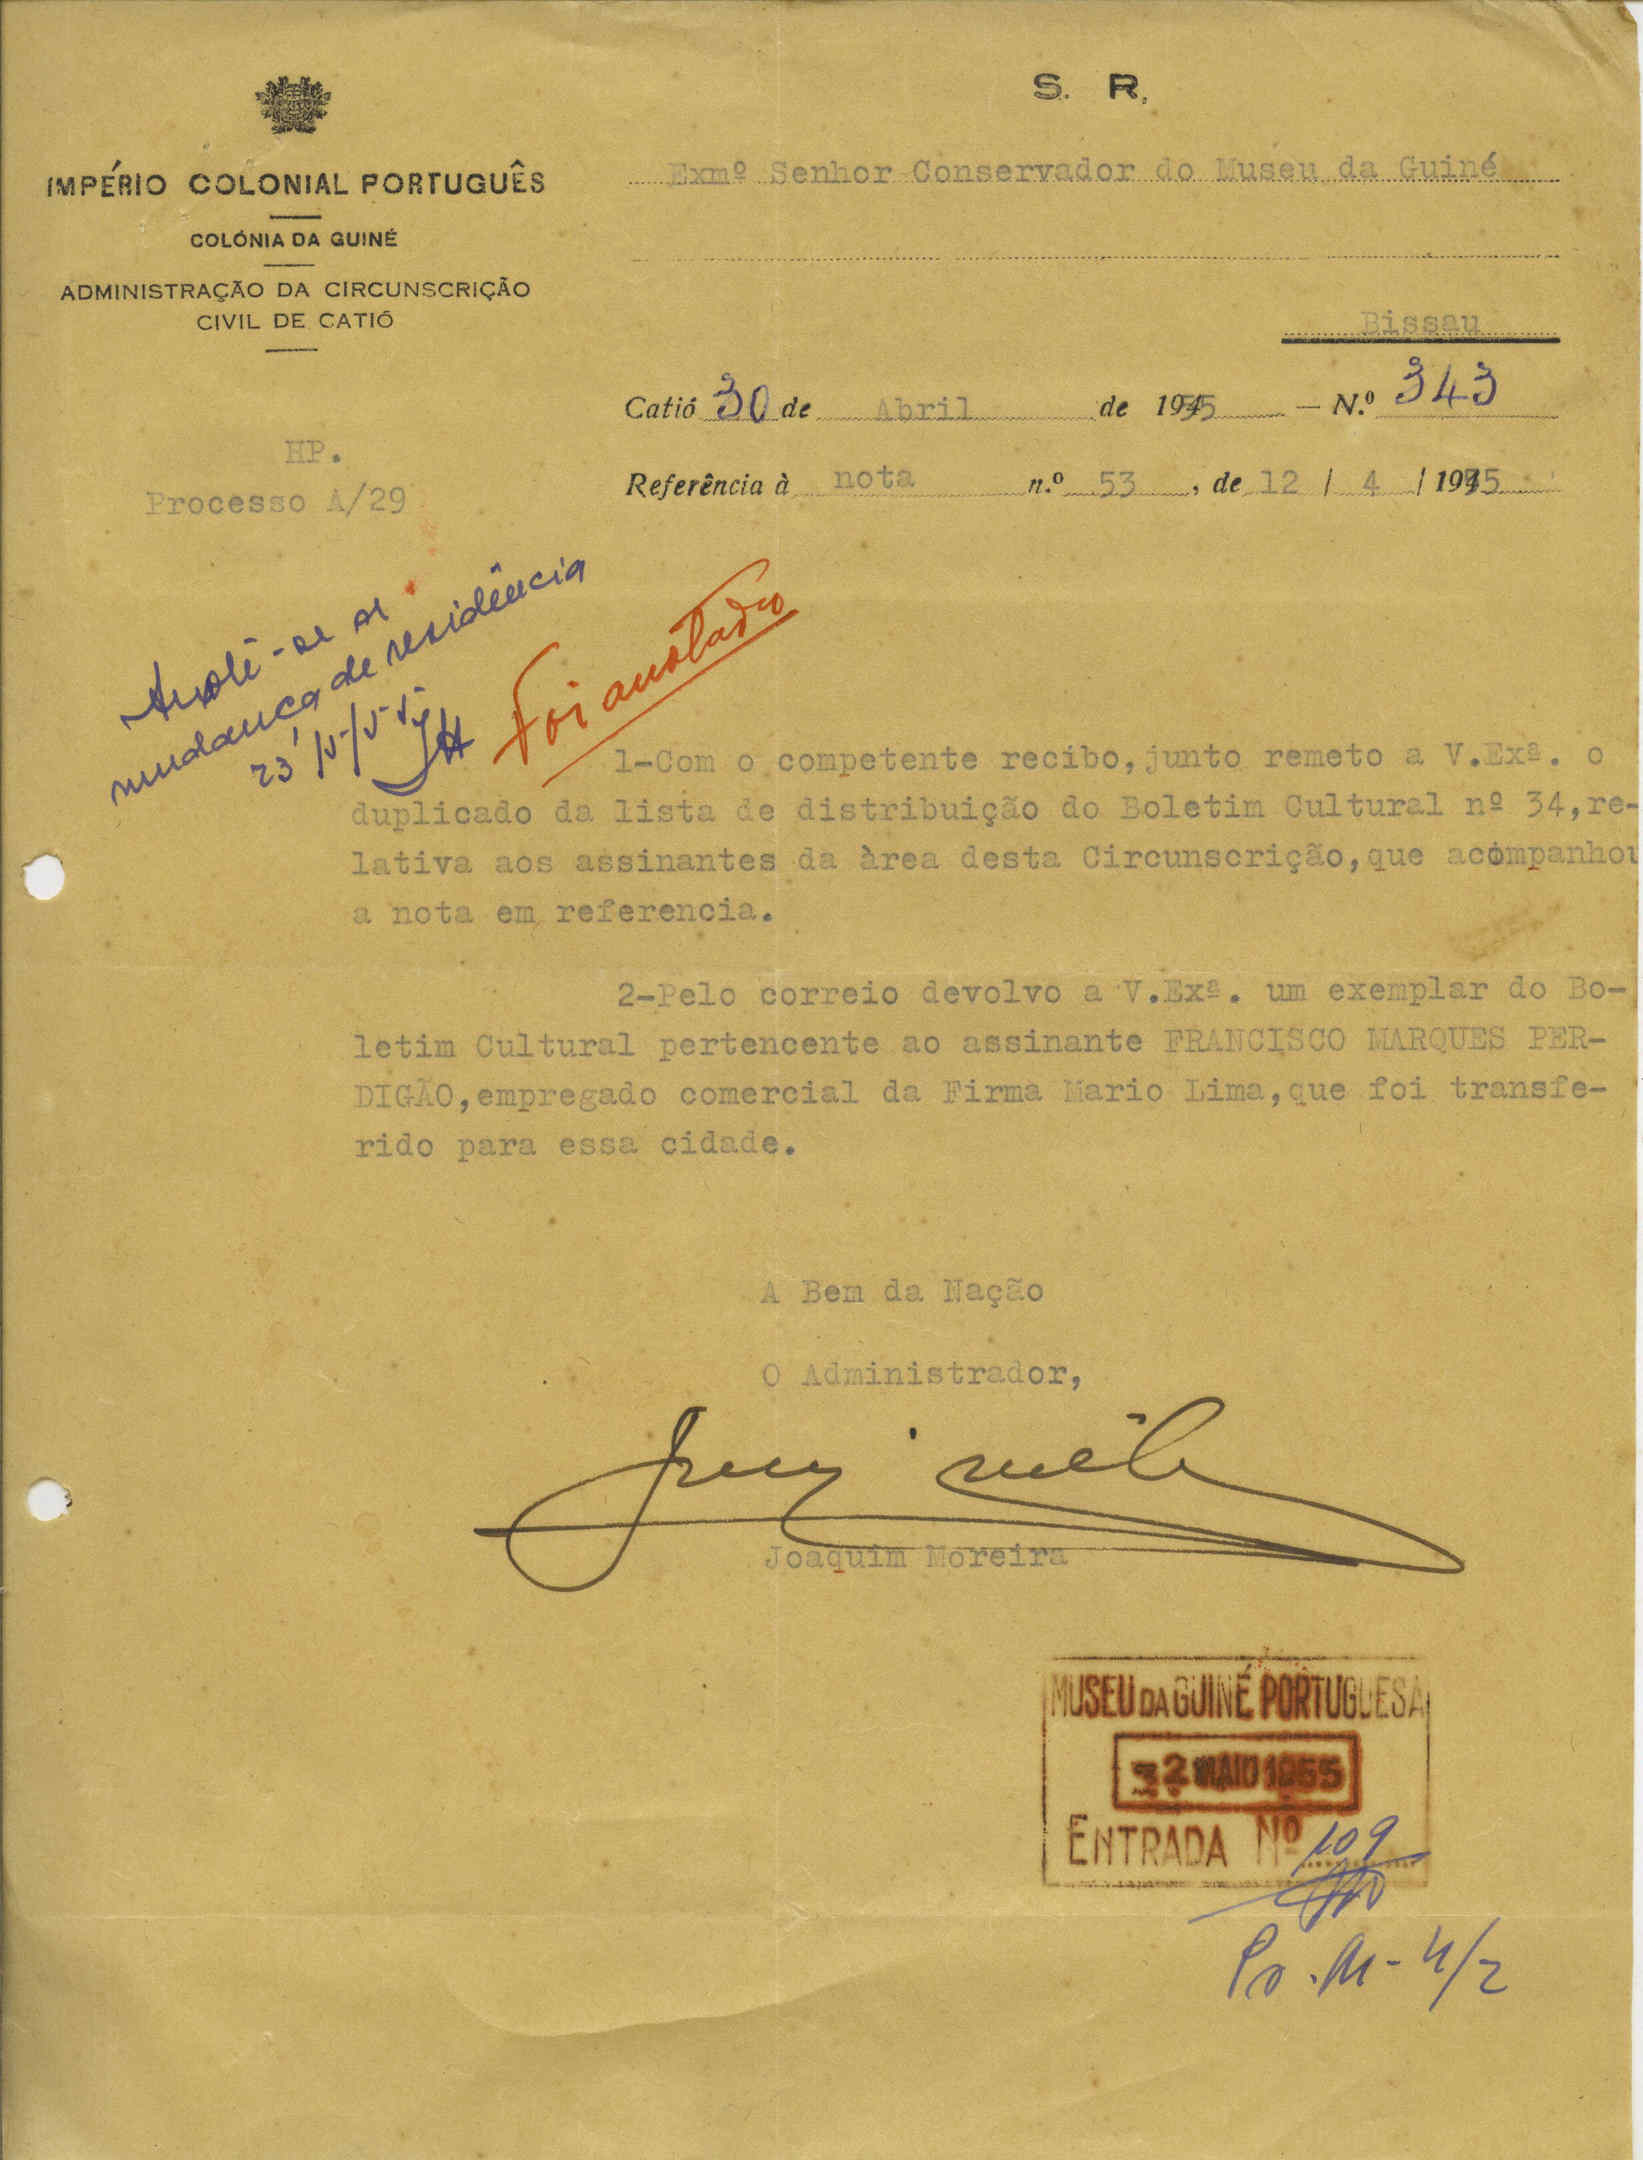 S. R.
IMPÉRIO COLONIAL PORTUGUÊS
COLÓNIA DA GUINÉ
ADMINISTRAÇÃO DA CIRCUNSCRIÇÃO
CIVIL DE CATIÓ
Exmº Senhor Conservador do Museu da Guiné
Bissau
Catió 30 de Abril de 1955 — N.º 343
Referência à nota n.º 53, de 12 / 4 / 1955
HP.
Processo A/29
Anote-se a
mudança de residência
23/5/55
Foi anotado
1-Com o competente recibo,junto remeto a V.Exª. o
duplicado da lista de distribuição do Boletim Cultural nº 34,re-
lativa aos assinantes da àrea desta Circunscrição,que acompanhou
a nota em referencia.
2-Pelo correio devolvo a V.Exª. um exemplar do Bo-
letim Cultural pertencente ao assinante FRANCISCO MARQUES PER-
DIGÃO,empregado comercial da Firma Mario Lima,que foi transfe-
rido para essa cidade.
A Bem da Nação
O Administrador,
Joaquim Moreira
MUSEU DA GUINÉ PORTUGUESA
2 MAIO 1955
ENTRADA Nº 109